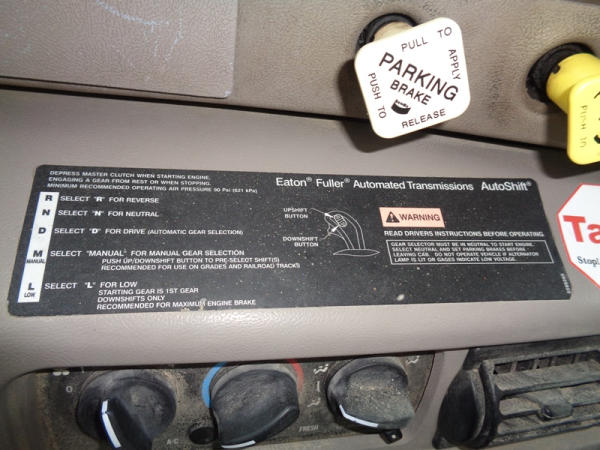 PULL TO APPLY
PARKING
BRAKE
PUSH TO RELEASE
PUSH IN
DEPRESS MASTER CLUTCH WHEN STARTING ENGINE.
ENGAGING A GEAR FROM REST OR WHEN STOPPING.
MINIMUM RECOMMENDED OPERATING AIR PRESSURE 90 Psi (621 kPa)
Eaton® Fuller® Automated Transmissions AutoShift®
R SELECT "R" FOR REVERSE
N SELECT "N" FOR NEUTRAL
D SELECT "D" FOR DRIVE (AUTOMATIC GEAR SELECTION)
M SELECT "MANUAL" FOR MANUAL GEAR SELECTION
MANUAL PUSH UP/DOWNSHIFT BUTTON TO PRE-SELECT SHIFT(S)
RECOMMENDED FOR USE ON GRADES AND RAILROAD TRACKS
L SELECT "L" FOR LOW
LOW STARTING GEAR IS 1ST GEAR
DOWNSHIFTS ONLY
RECOMMENDED FOR MAXIMUM ENGINE BRAKE
UPSHIFT
BUTTON
DOWNSHIFT
BUTTON
WARNING
READ DRIVERS INSTRUCTIONS BEFORE OPERATING
GEAR SELECTOR MUST BE IN NEUTRAL TO START ENGINE.
SELECT NEUTRAL AND SET PARKING BRAKES BEFORE
LEAVING CAB. DO NOT OPERATE VEHICLE IF ALTERNATOR
LAMP IS LIT OR GAGES INDICATE LOW VOLTAGE.
Ta
Stop!
A/C
FRESH